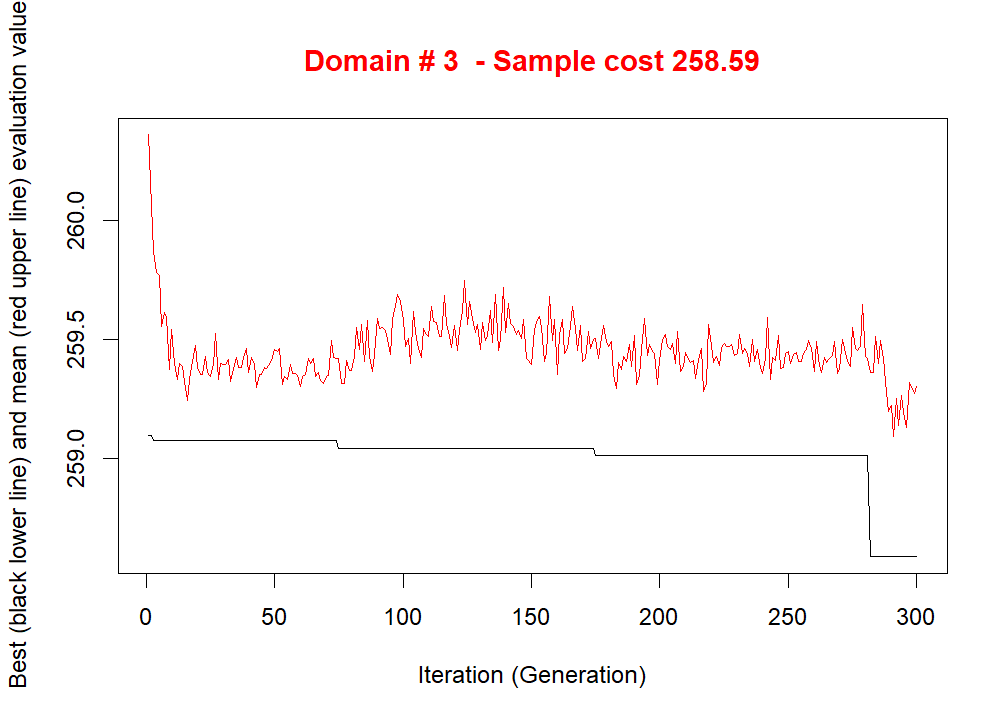 Domain # 3  - Sample cost 258.59
Best (black lower line) and mean (red upper line) evaluation value
260.0
259.5
259.0
0 50 100 150 200 250 300
Iteration (Generation)